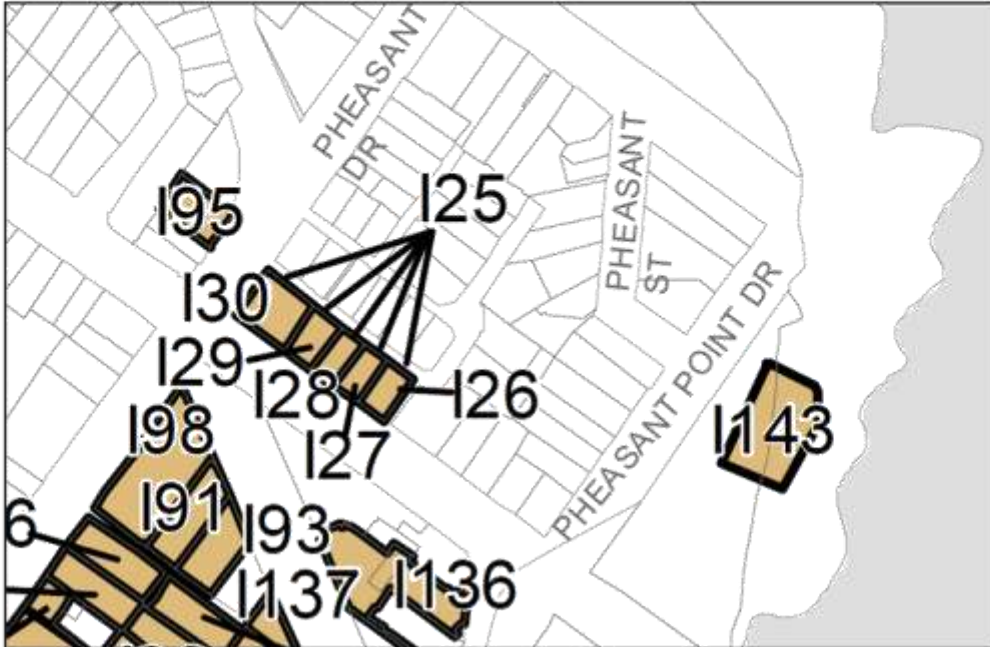 PHEASANT
DR
I25
PHEASANT
ST
I95
I30
I29
I28
I26
I27
PHEASANT POINT DR
I143
I98
I91
6
I93
I137
I136